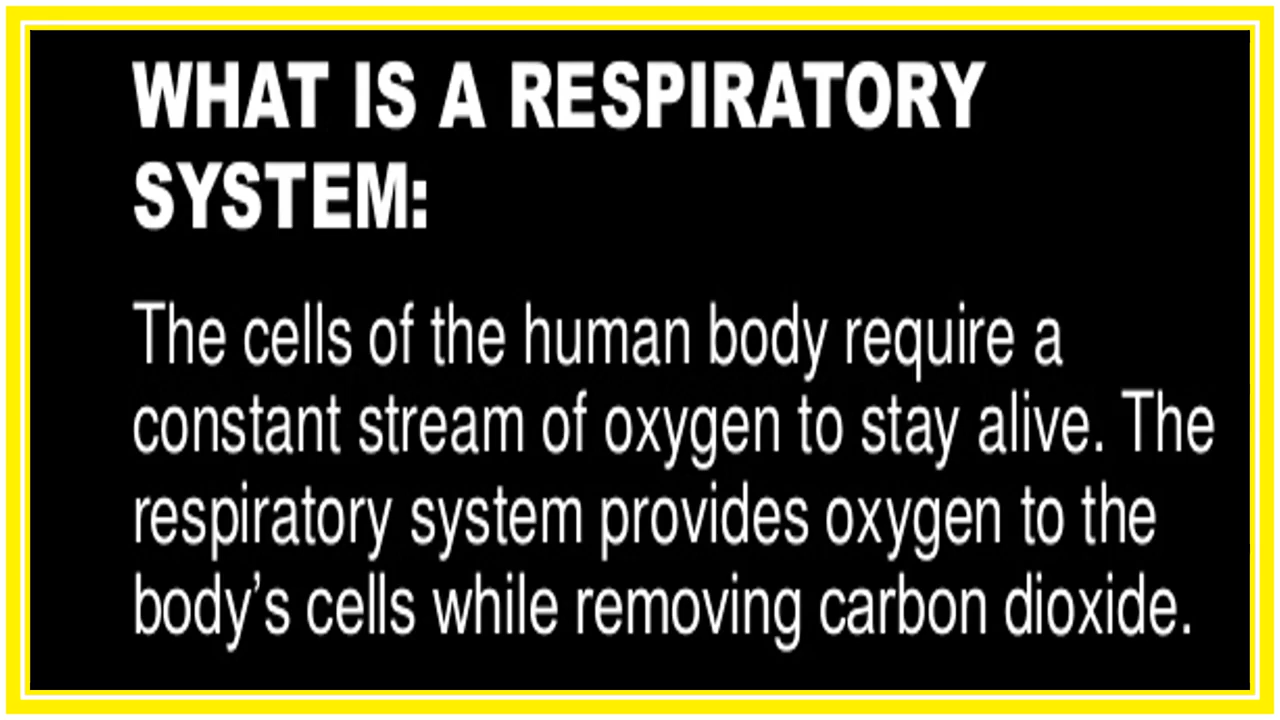 WHAT IS A RESPIRATORY
SYSTEM:
The cells of the human body require a
constant stream of oxygen to stay alive. The
respiratory system provides oxygen to the
body’s cells while removing carbon dioxide.